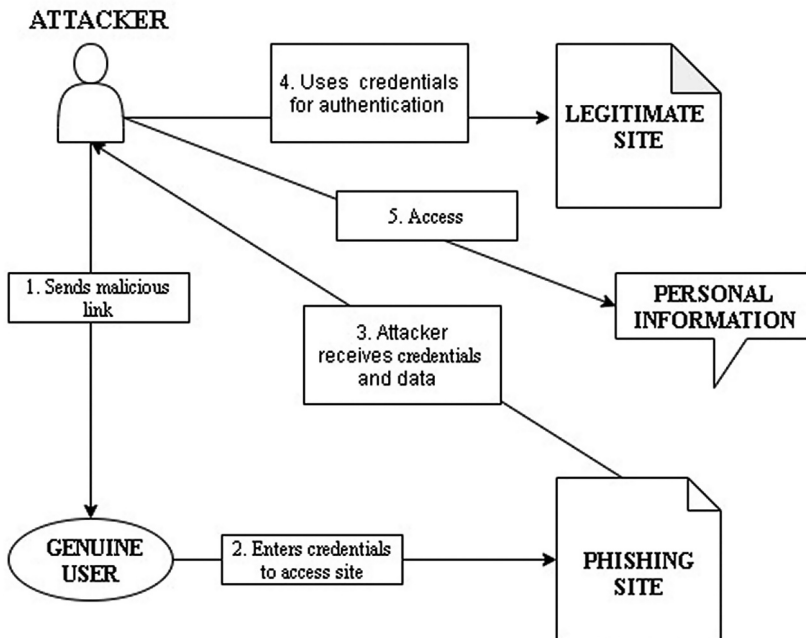 ATTACKER
4. Uses credentials
for authentication
LEGITIMATE
SITE
5. Access
1. Sends malicious
link
PERSONAL
INFORMATION
3. Attacker
receives credentials
and data
GENUINE
USER
2. Enters credentials
to access site
PHISHING
SITE